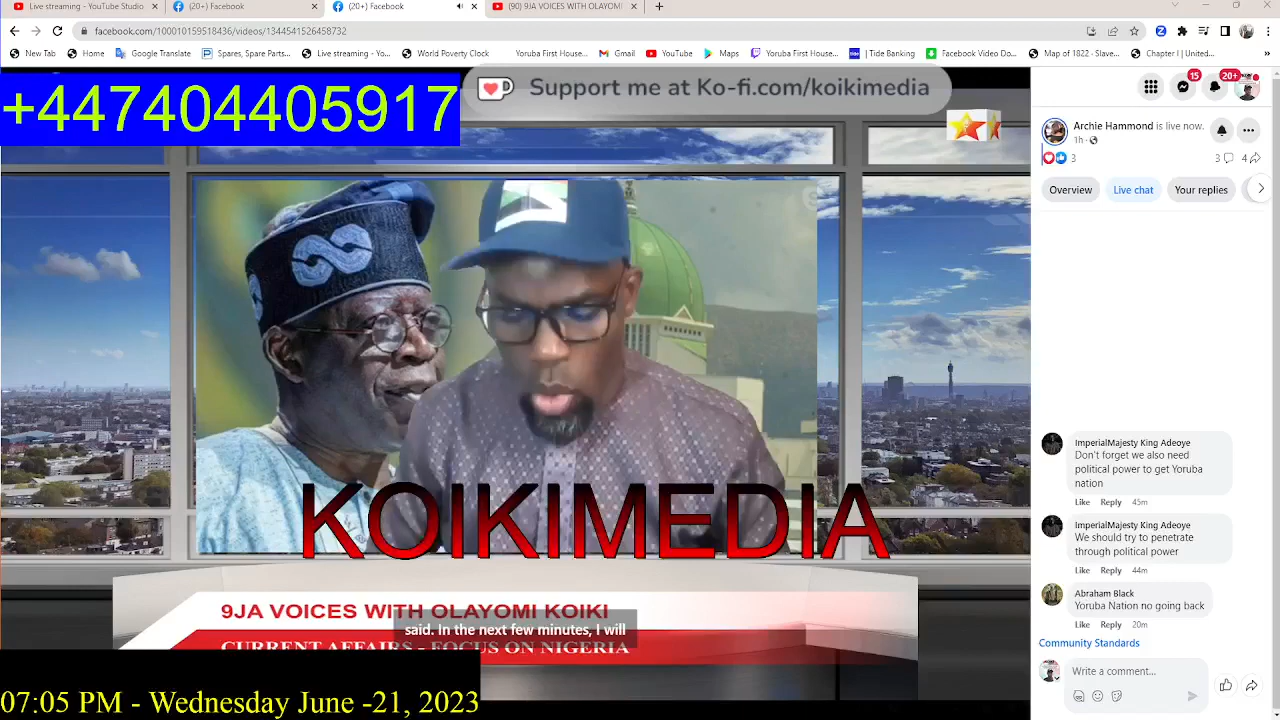 Live streaming - YouTube Studio
(20+) Facebook
(20+) Facebook
(90) 9JA VOICES WITH OLAYOMI
facebook.com/100010159518436/videos/1344541526458732
New Tab
Home
Google Translate
Spares, 18436 Parts...
Live streaming - Yo...
World Poverty Clock
Yoruba First House...
Gmail
YouTube
Maps
Yoruba First House...
Tide Banking
Facebook Video Do...
Map of 1822 - Slave...
Chapter I | United...
+447404405917
Support me at Ko-fi.com/koikimedia
15
20+
Archie Hammond is live now.
1h
3
3
4
Overview
Live chat
Your replies
ImperialMajesty King Adeoye
Don't forget we also need
political power to get Yoruba
nation
Like Reply 45m
ImperialMajesty King Adeoye
We should try to penetrate
through political power
Like Reply 44m
Abraham Black
Yoruba Nation no going back
Like Reply 20m
Community Standards
Write a comment...
KOIKIMEDIA
9JA VOICES WITH OLAYOMI KOIKI
said. In the next few minutes, I will
CURRENT AFFAIRS - FOCUS ON NIGERIA
07:05 PM - Wednesday June -21, 2023